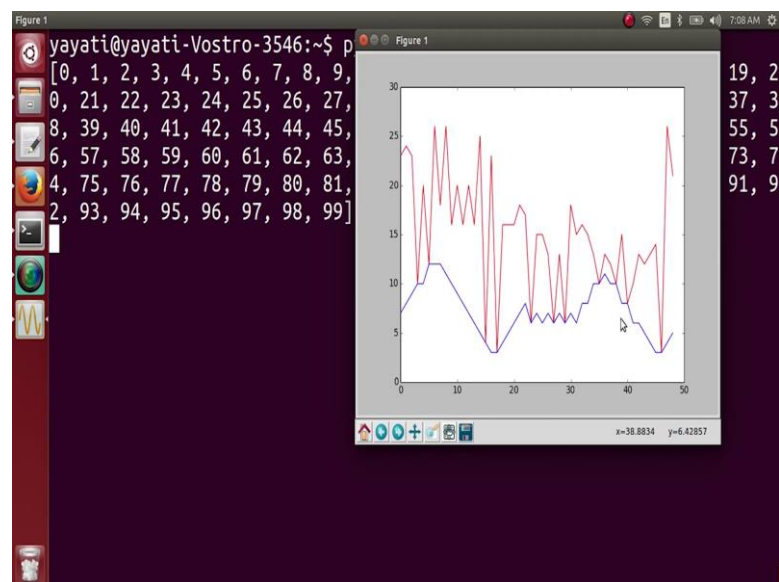 Figure 1
En
7:08 AM
yayati@yayati-Vostro-3546:~$ p
Figure 1
[0, 1, 2, 3, 4, 5, 6, 7, 8, 9,
19, 2
0, 21, 22, 23, 24, 25, 26, 27,
37, 3
8, 39, 40, 41, 42, 43, 44, 45,
55, 5
6, 57, 58, 59, 60, 61, 62, 63,
73, 7
4, 75, 76, 77, 78, 79, 80, 81,
91, 9
2, 93, 94, 95, 96, 97, 98, 99]
30
25
20
15
10
5
0
0 10 20 30 40 50
x=38.8834 y=6.42857